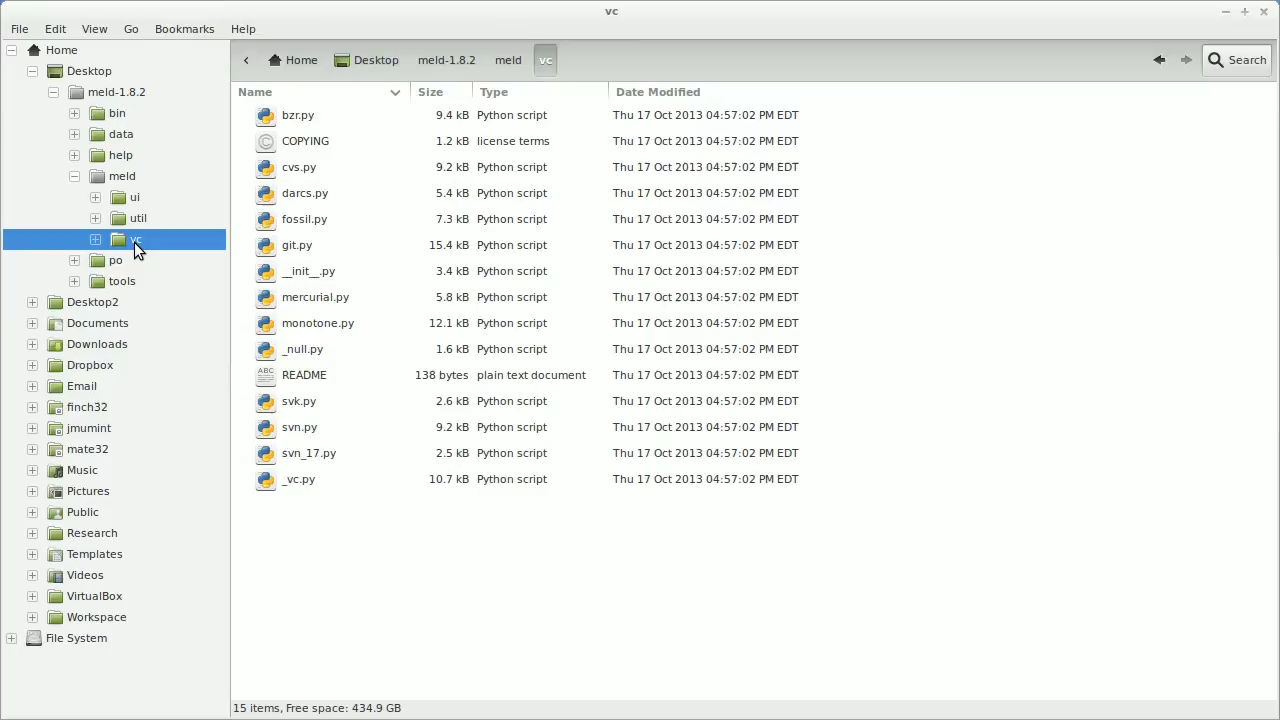 vc
File Edit View Go Bookmarks Help
Home
Desktop
meld-1.8.2
bin
data
help
meld
ui
util
vc
po
tools
Desktop2
Documents
Downloads
Dropbox
Email
finch32
jmumint
mate32
Music
Pictures
Public
Research
Templates
Videos
VirtualBox
Workspace
File System
Home Desktop meld-1.8.2 meld vc Search
Name Size Type Date Modified
bzr.py 9.4 kB Python script Thu 17 Oct 2013 04:57:02 PM EDT
COPYING 1.2 kB license terms Thu 17 Oct 2013 04:57:02 PM EDT
cvs.py 9.2 kB Python script Thu 17 Oct 2013 04:57:02 PM EDT
darcs.py 5.4 kB Python script Thu 17 Oct 2013 04:57:02 PM EDT
fossil.py 7.3 kB Python script Thu 17 Oct 2013 04:57:02 PM EDT
git.py 15.4 kB Python script Thu 17 Oct 2013 04:57:02 PM EDT
__init__.py 3.4 kB Python script Thu 17 Oct 2013 04:57:02 PM EDT
mercurial.py 5.8 kB Python script Thu 17 Oct 2013 04:57:02 PM EDT
monotone.py 12.1 kB Python script Thu 17 Oct 2013 04:57:02 PM EDT
_null.py 1.6 kB Python script Thu 17 Oct 2013 04:57:02 PM EDT
ABC README 138 bytes plain text document Thu 17 Oct 2013 04:57:02 PM EDT
svk.py 2.6 kB Python script Thu 17 Oct 2013 04:57:02 PM EDT
svn.py 9.2 kB Python script Thu 17 Oct 2013 04:57:02 PM EDT
svn_17.py 2.5 kB Python script Thu 17 Oct 2013 04:57:02 PM EDT
_vc.py 10.7 kB Python script Thu 17 Oct 2013 04:57:02 PM EDT
15 items, Free space: 434.9 GB